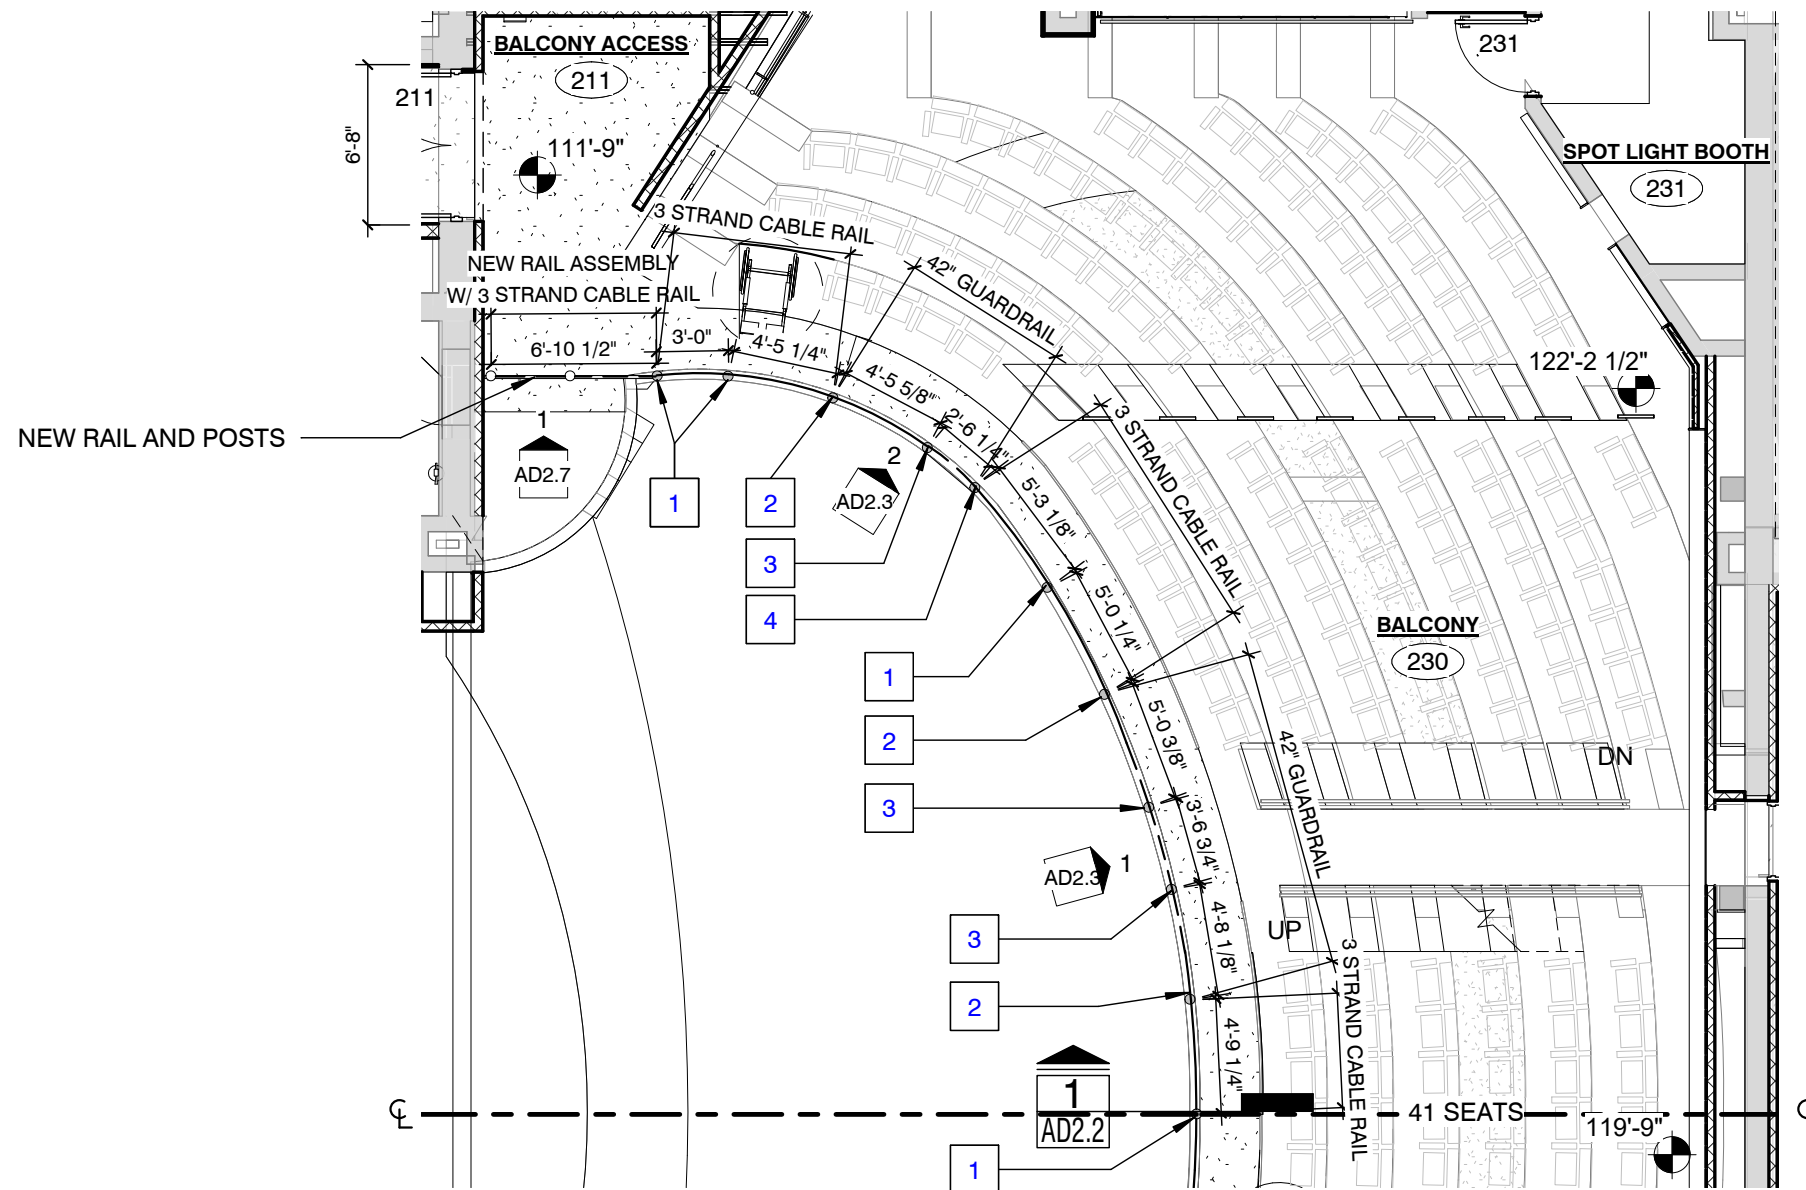 BALCONY ACCESS
211
231
211
6'-8"
111'-9"
SPOT LIGHT BOOTH
231
3 STRAND CABLE RAIL
NEW RAIL ASSEMBLY
W/ 3 STRAND CABLE RAIL
42" GUARDRAIL
6'-10 1/2"
3'-0"
4'-5 1/4"
4'-5 5/8"
2'-6 1/4"
122'-2 1/2"
NEW RAIL AND POSTS
1
AD2.7
2
AD2.3
1
2
3
4
5'-3 1/8"
3 STRAND CABLE RAIL
5'-0 1/4"
BALCONY
230
1
2
3
5'-0 3/8"
42" GUARDRAIL
DN
3'-6 3/4"
1
AD2.3
3
4'-8 1/8"
UP
2
4'-9 1/4"
3 STRAND CABLE RAIL
1
AD2.2
CL
41 SEATS
119'-9"
1